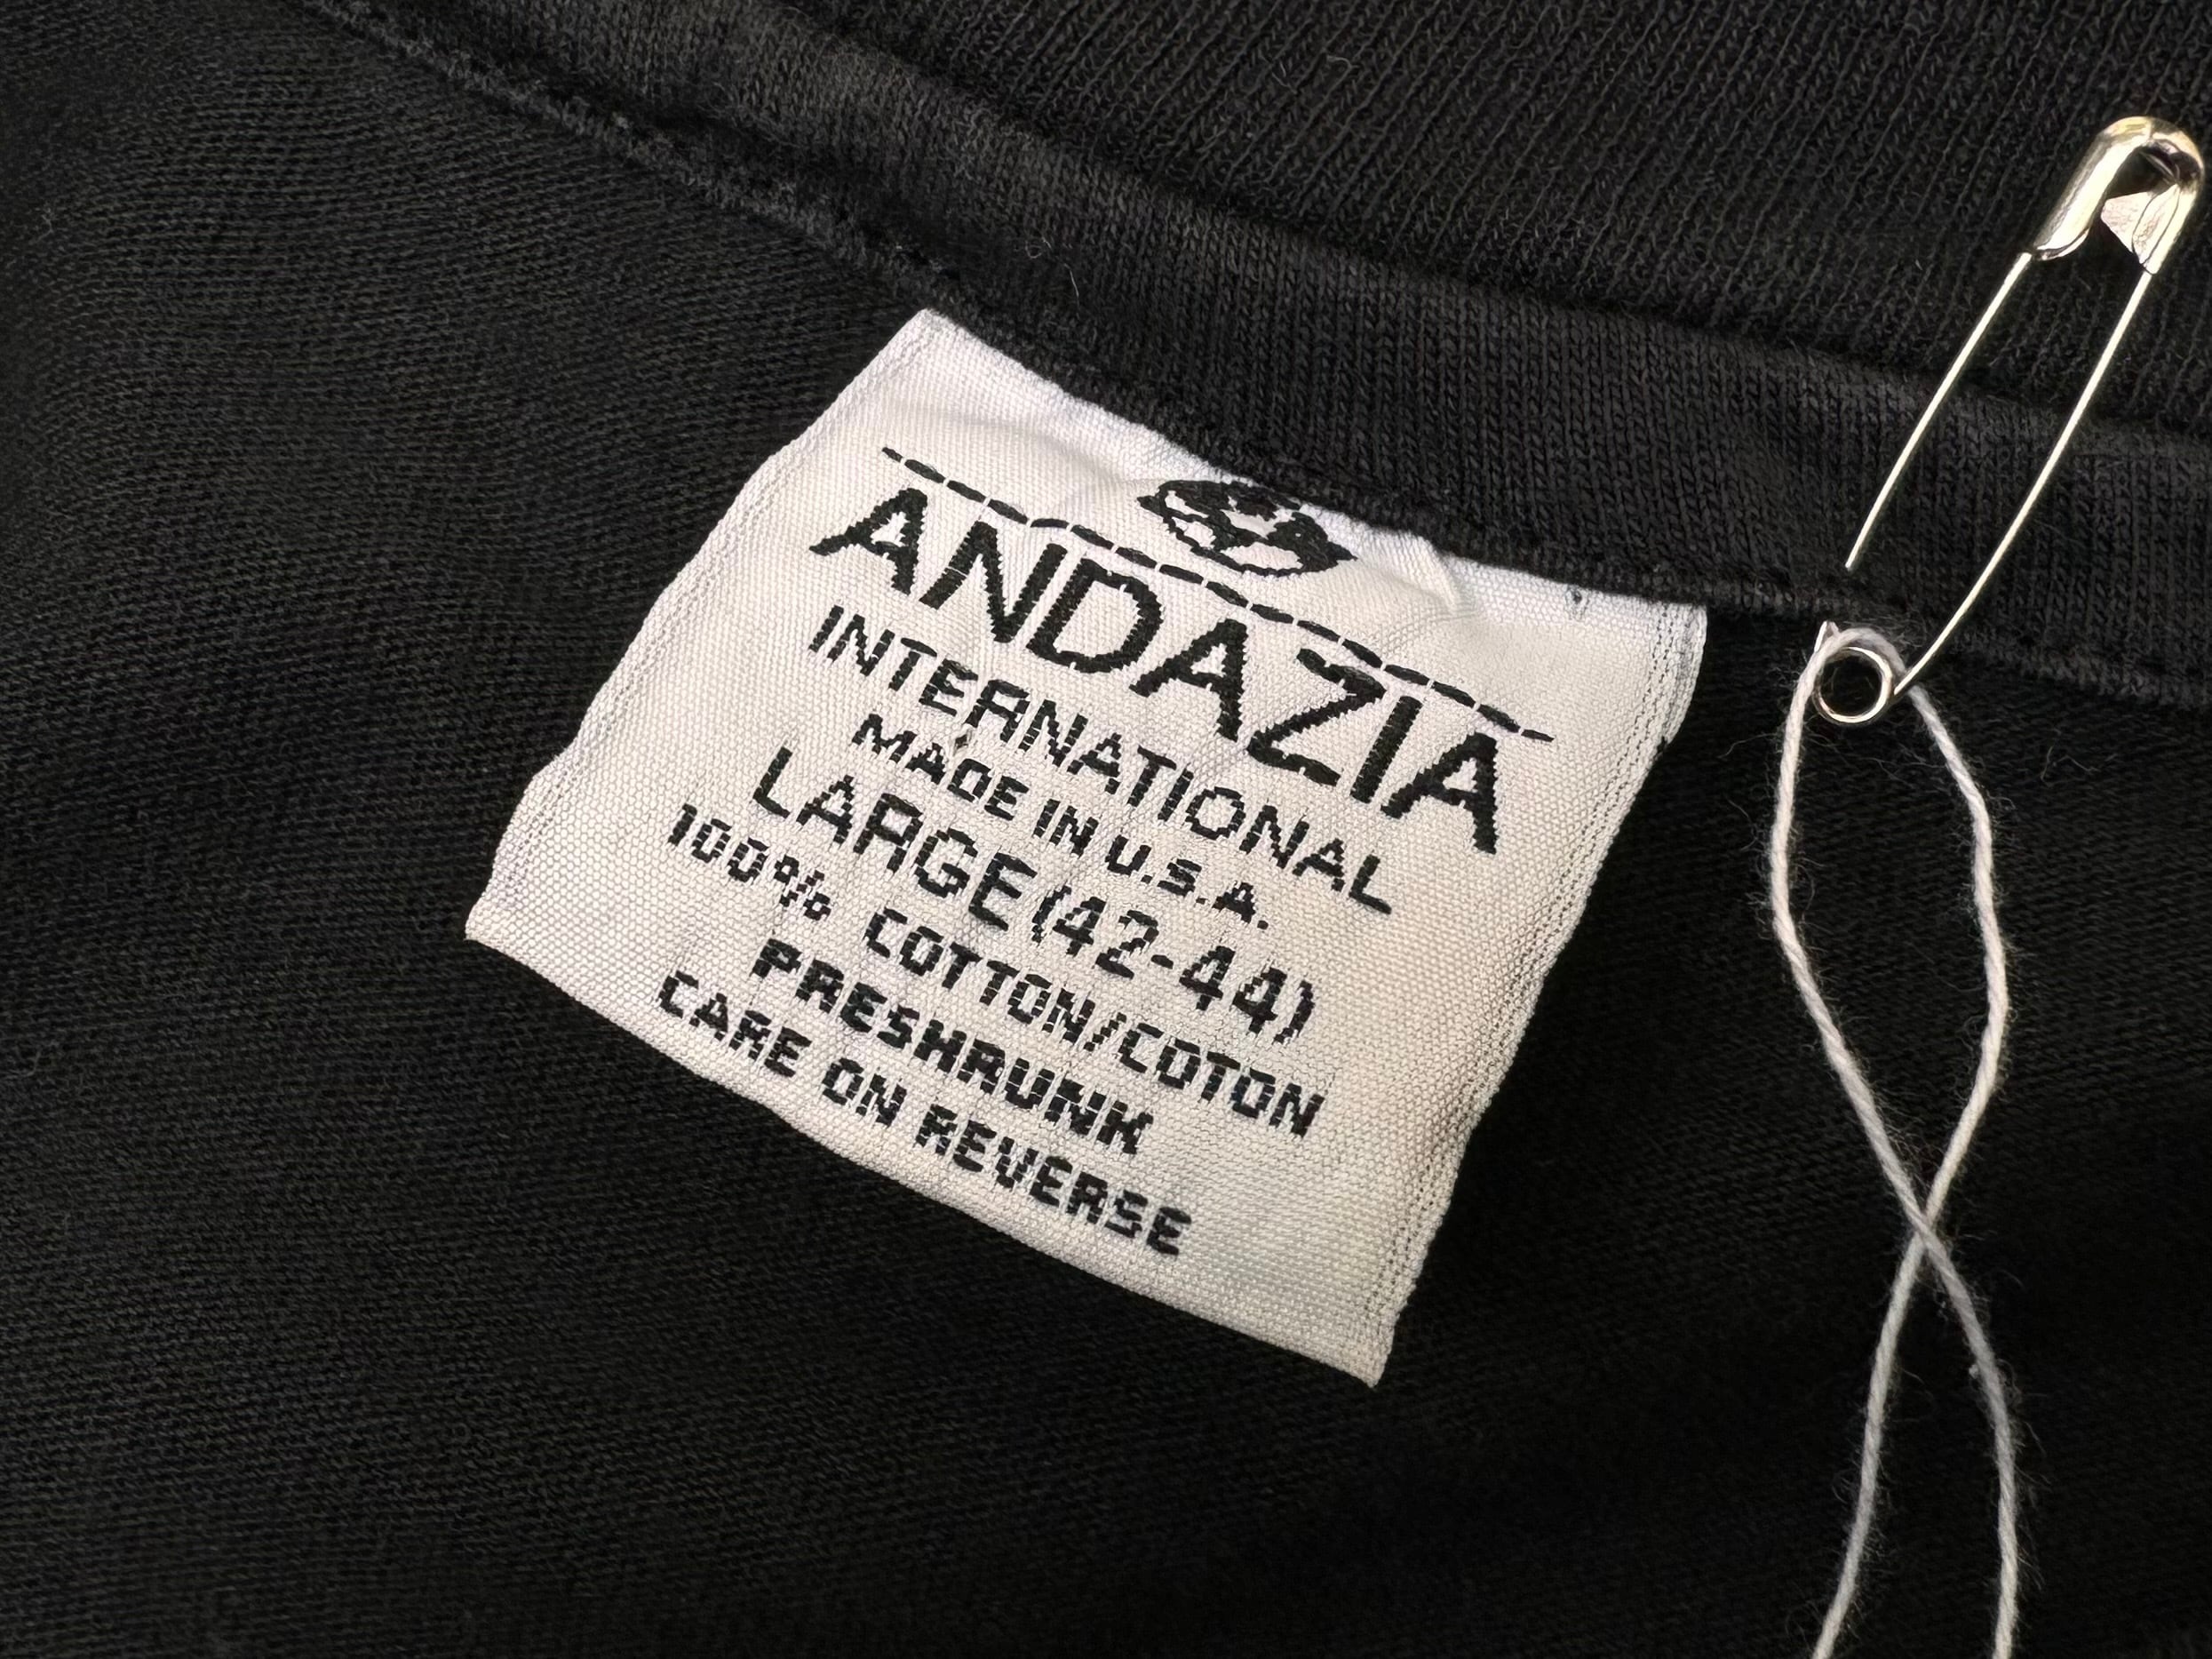 ANDAZIA
INTERNATIONAL
MADE IN U.S.A.
LARGE (42-44)
100% COTTON/COTON
PRESHRUNK
CARE ON REVERSE